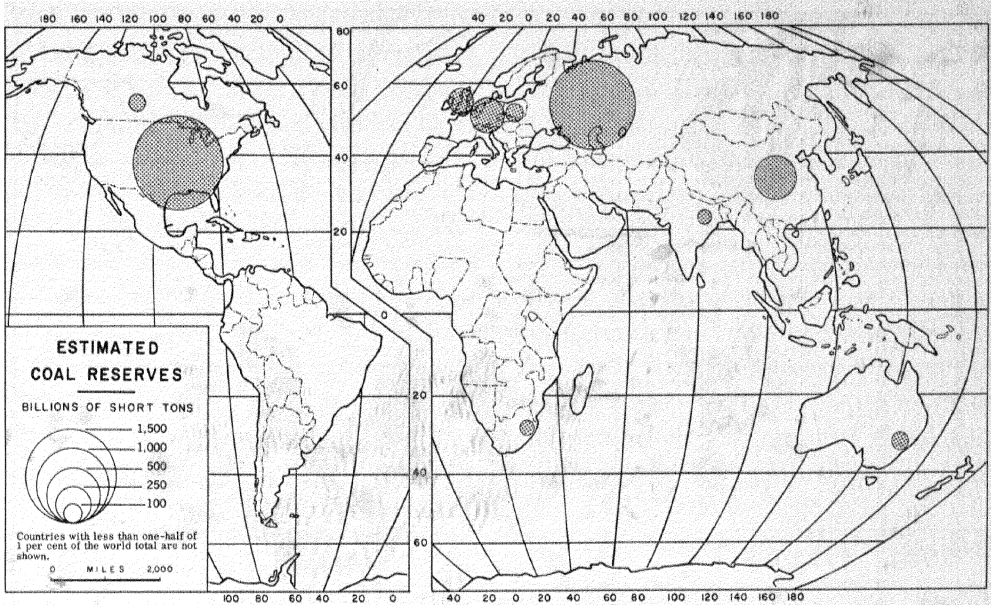 180 160 140 120 100 80 60 40 20 0
40 20 0 20 40 60 80 100 120 140 160 180
80
60
40
20
0
20
40
60
ESTIMATED
COAL RESERVES
BILLIONS OF SHORT TONS
1,500
1,000
500
250
100
Countries with less than one-half of
1 per cent of the world total are not
shown.
0 MILES 2,000
100 80 60 40 20 0
40 20 0 20 40 60 80 100 120 140 160 180